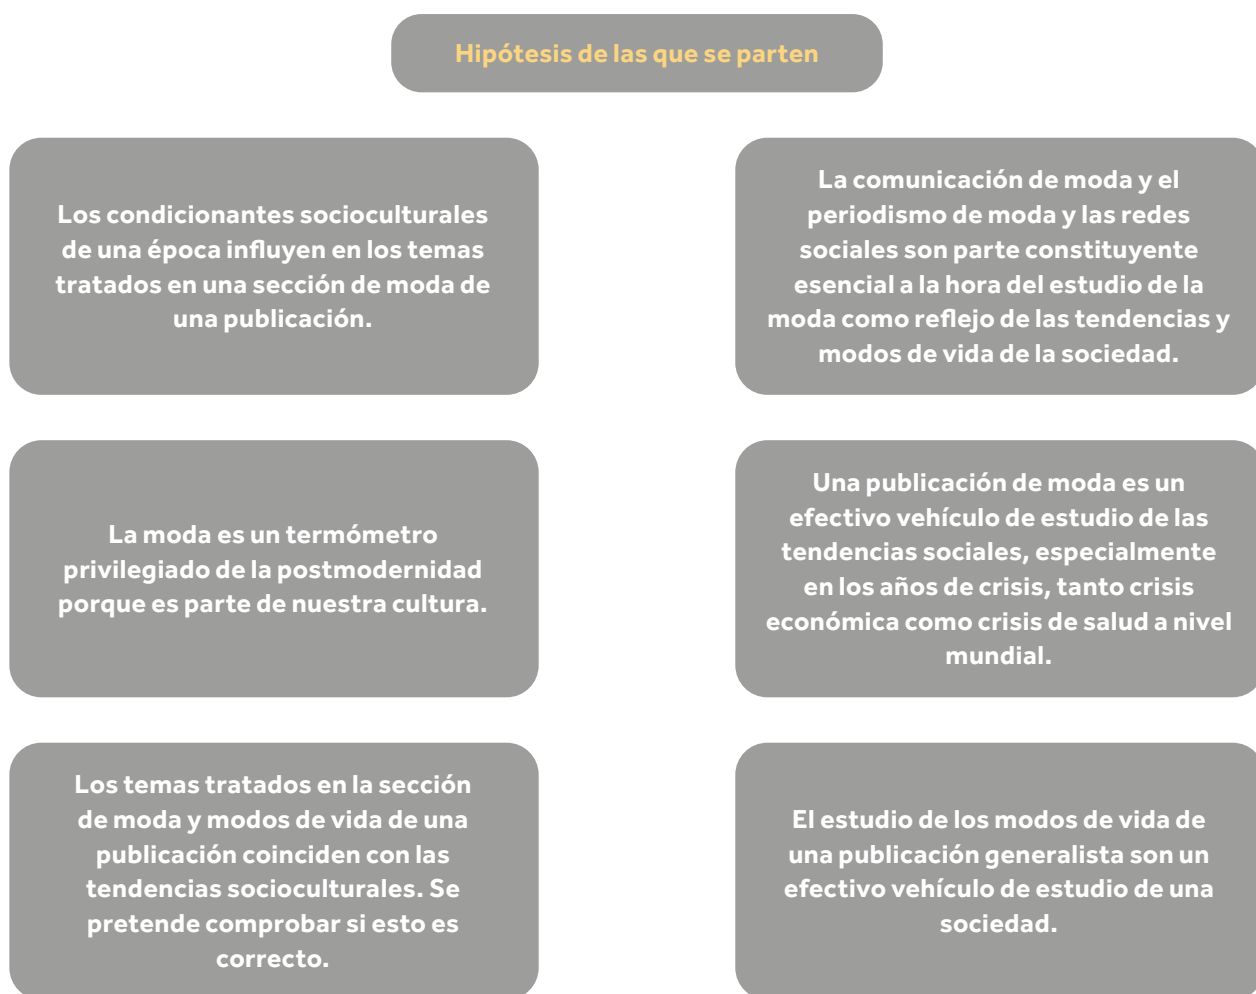 Hipótesis de las que se parten
Los condicionantes socioculturales
de una época influyen en los temas
tratados en una sección de moda de
una publicación.
La comunicación de moda y el
periodismo de moda y las redes
sociales son parte constituyente
esencial a la hora del estudio de la
moda como reflejo de las tendencias y
modos de vida de la sociedad.
La moda es un termómetro
privilegiado de la postmodernidad
porque es parte de nuestra cultura.
Una publicación de moda es un
efectivo vehículo de estudio de las
tendencias sociales, especialmente
en los años de crisis, tanto crisis
económica como crisis de salud a nivel
mundial.
Los temas tratados en la sección
de moda y modos de vida de una
publicación coinciden con las
tendencias socioculturales. Se
pretende comprobar si esto es
correcto.
El estudio de los modos de vida de
una publicación generalista son un
efectivo vehículo de estudio de una
sociedad.